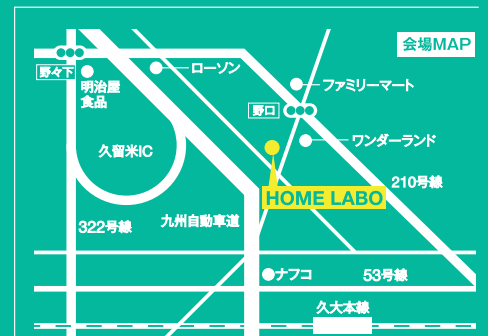 会場MAP
野々下
ローソン
明治屋
食品
ファミリーマート
野口
ワンダーランド
久留米IC
210号線
HOME LABO
九州自動車道
322号線
ナフコ
53号線
久大本線